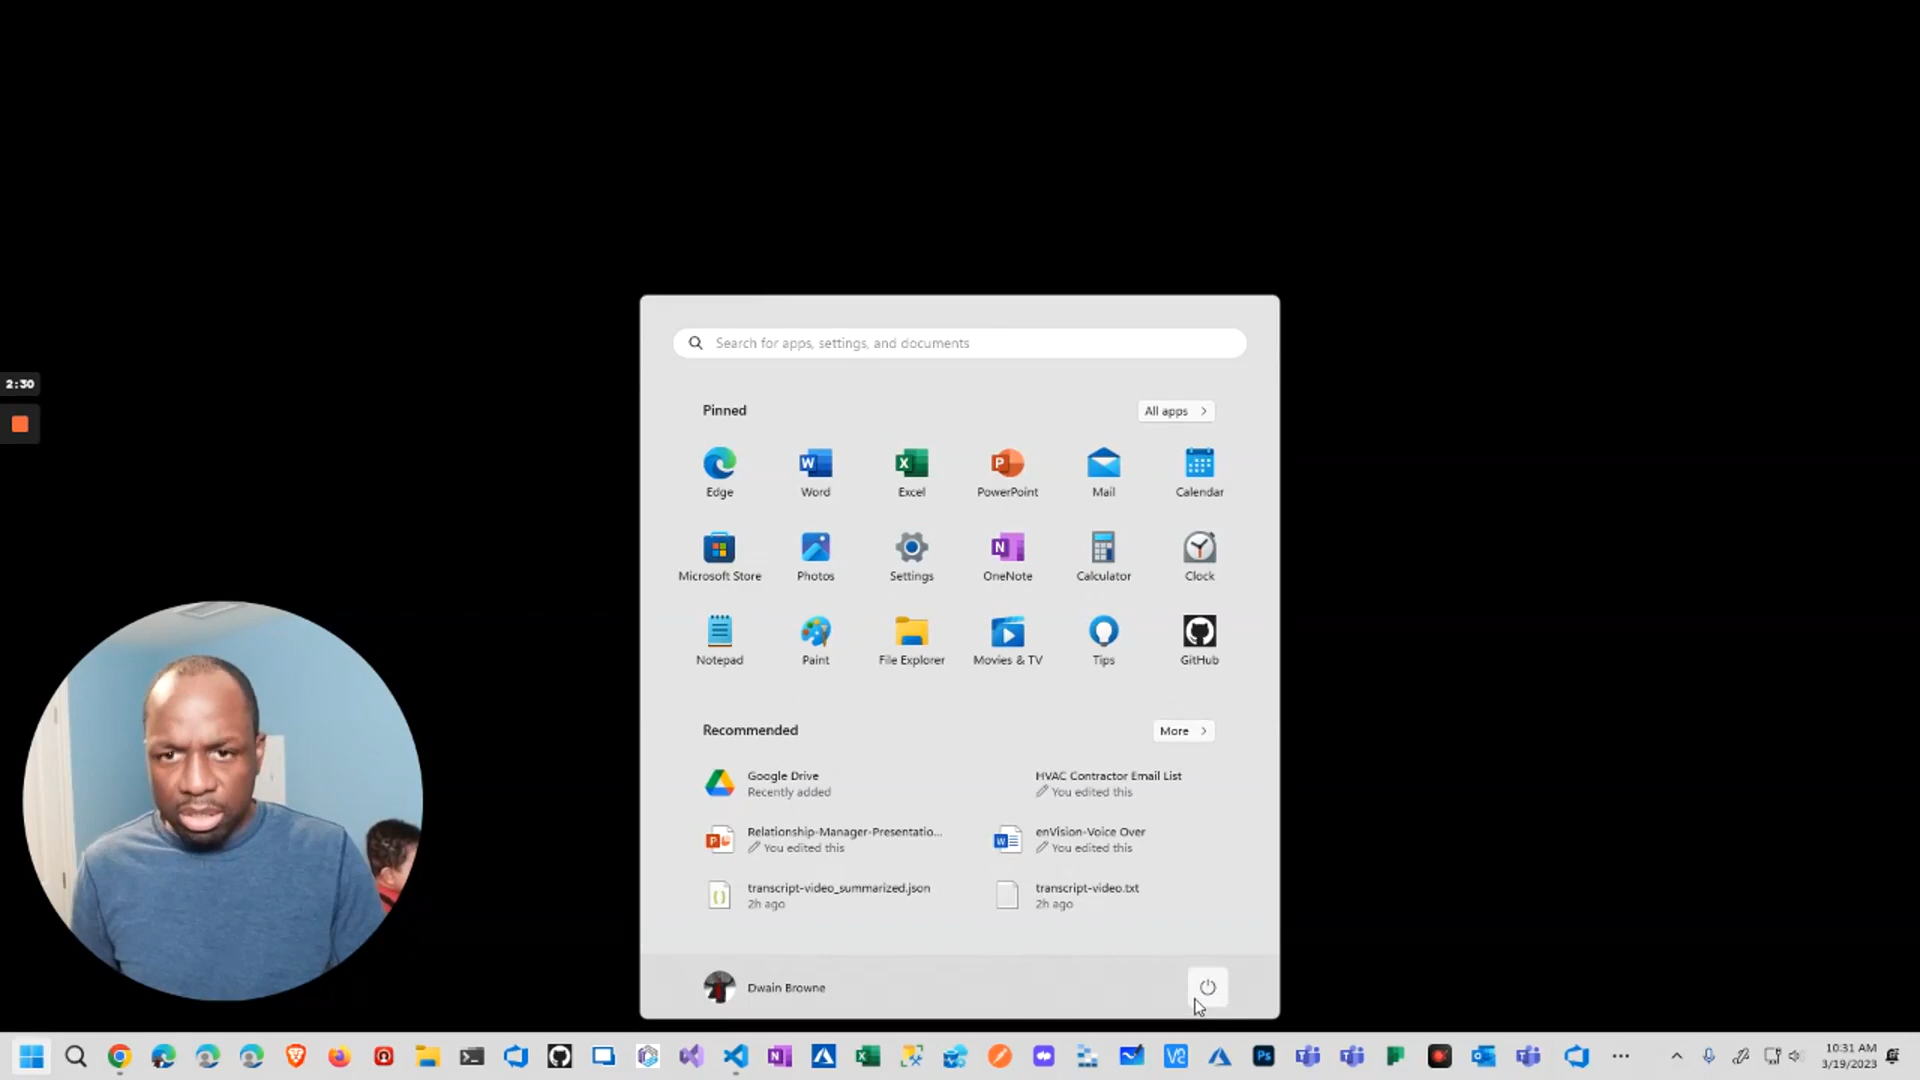 Search for apps, settings, and documents
2:30
Pinned
All apps
Edge
Word
Excel
PowerPoint
Mail
Calendar
Microsoft Store
Photos
Settings
OneNote
Calculator
Clock
Notepad
Paint
File Explorer
Movies & TV
Tips
GitHub
Recommended
More
Google Drive
Recently added
HVAC Contractor Email List
You edited this
Relationship-Manager-Presentatio...
You edited this
enVision-Voice Over
You edited this
transcript-video_summarized.json
2h ago
transcript-video.txt
2h ago
Dwain Browne
10:31 AM
3/19/2023